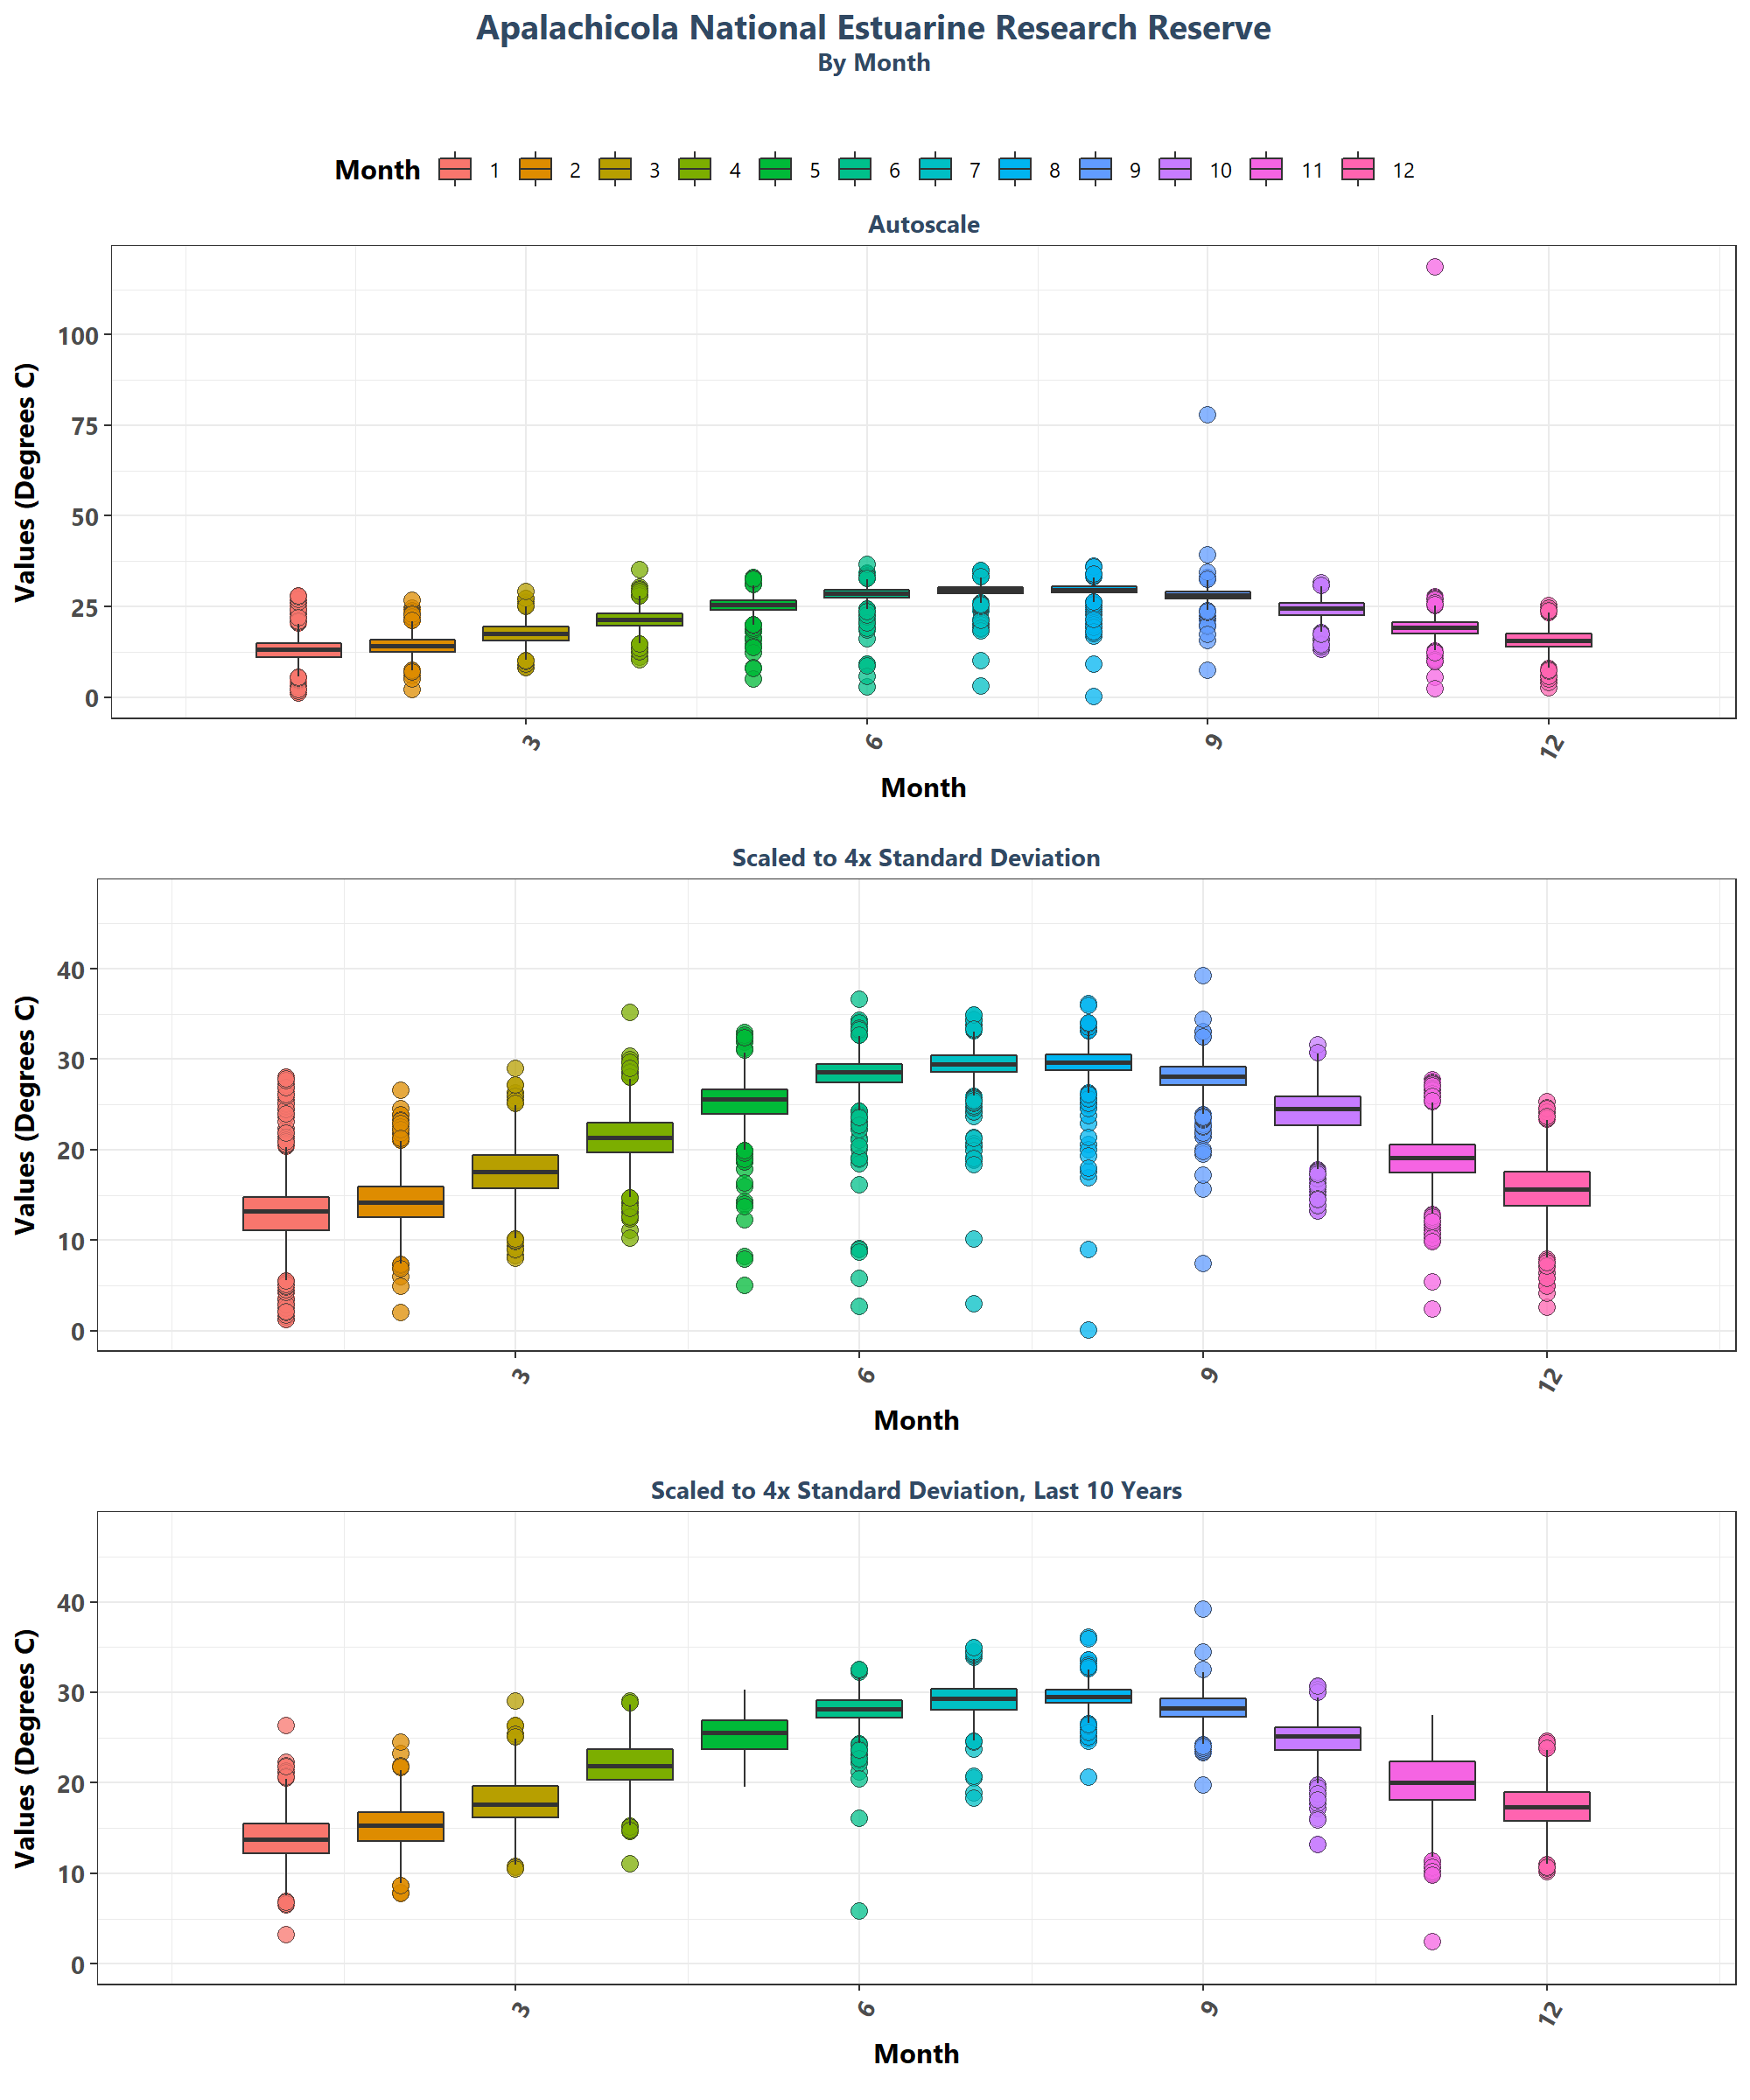 Apalachicola National Estuarine Research Reserve
By Month
Month 1 2 3 4 5 6 7 8 9 10 11 12
Autoscale
Values (Degrees C)
100
75
50
25
0
3 6 9 12
Month
Scaled to 4x Standard Deviation
Values (Degrees C)
40
30
20
10
0
3 6 9 12
Month
Scaled to 4x Standard Deviation, Last 10 Years
Values (Degrees C)
40
30
20
10
0
3 6 9 12
Month